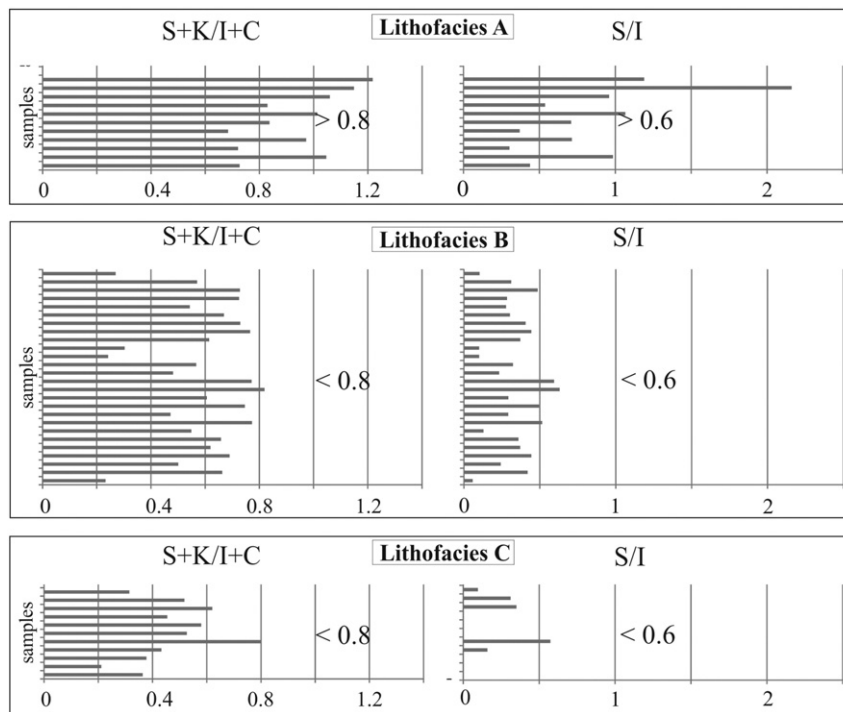 S+K/I+C Lithofacies A S/I
samples
> 0.8 > 0.6
0 0.4 0.8 1.2 0 1 2
S+K/I+C Lithofacies B S/I
samples
< 0.8 < 0.6
0 0.4 0.8 1.2 0 1 2
S+K/I+C Lithofacies C S/I
samples
< 0.8 < 0.6
0 0.4 0.8 1.2 0 1 2